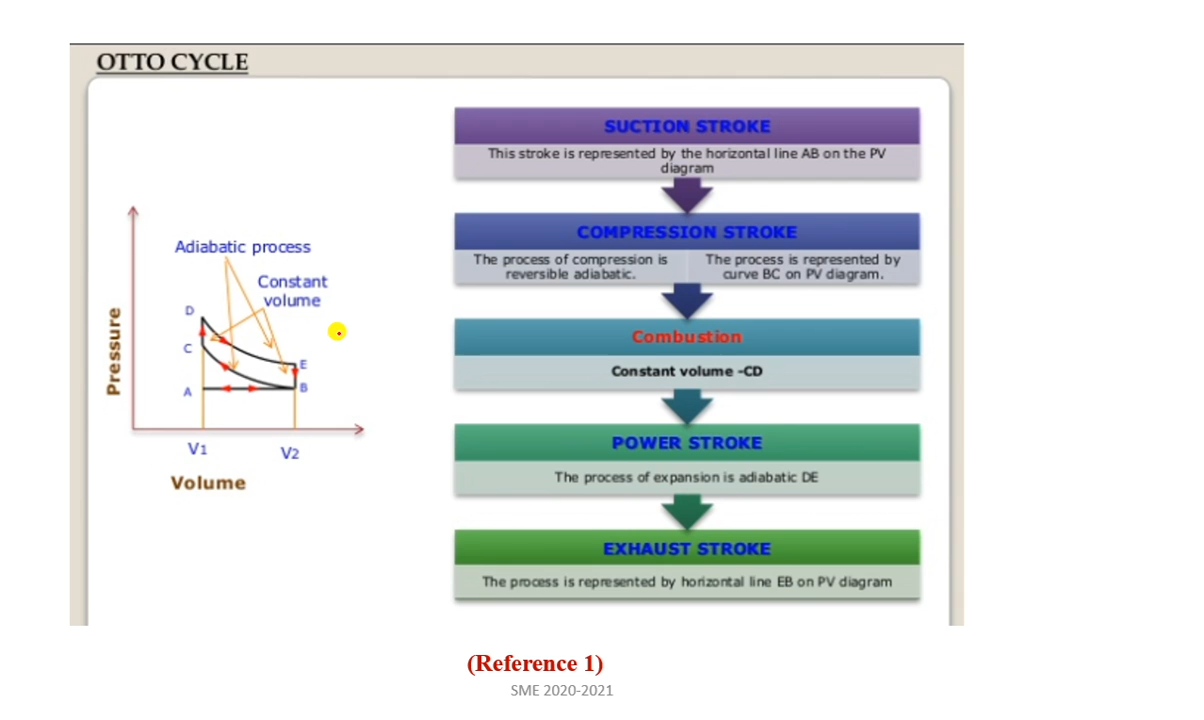 OTTO CYCLE
Adiabatic process
Constant
volume
D
C
E
A
B
Pressure
V1
V2
Volume
SUCTION STROKE
This stroke is represented by the horizontal line AB on the PV
diagram
COMPRESSION STROKE
The process of compression is
reversible adiabatic.
The process is represented by
curve BC on PV diagram.
Combustion
Constant volume -CD
POWER STROKE
The process of expansion is adiabatic DE
EXHAUST STROKE
The process is represented by horizontal line EB on PV diagram
(Reference 1)
SME 2020-2021